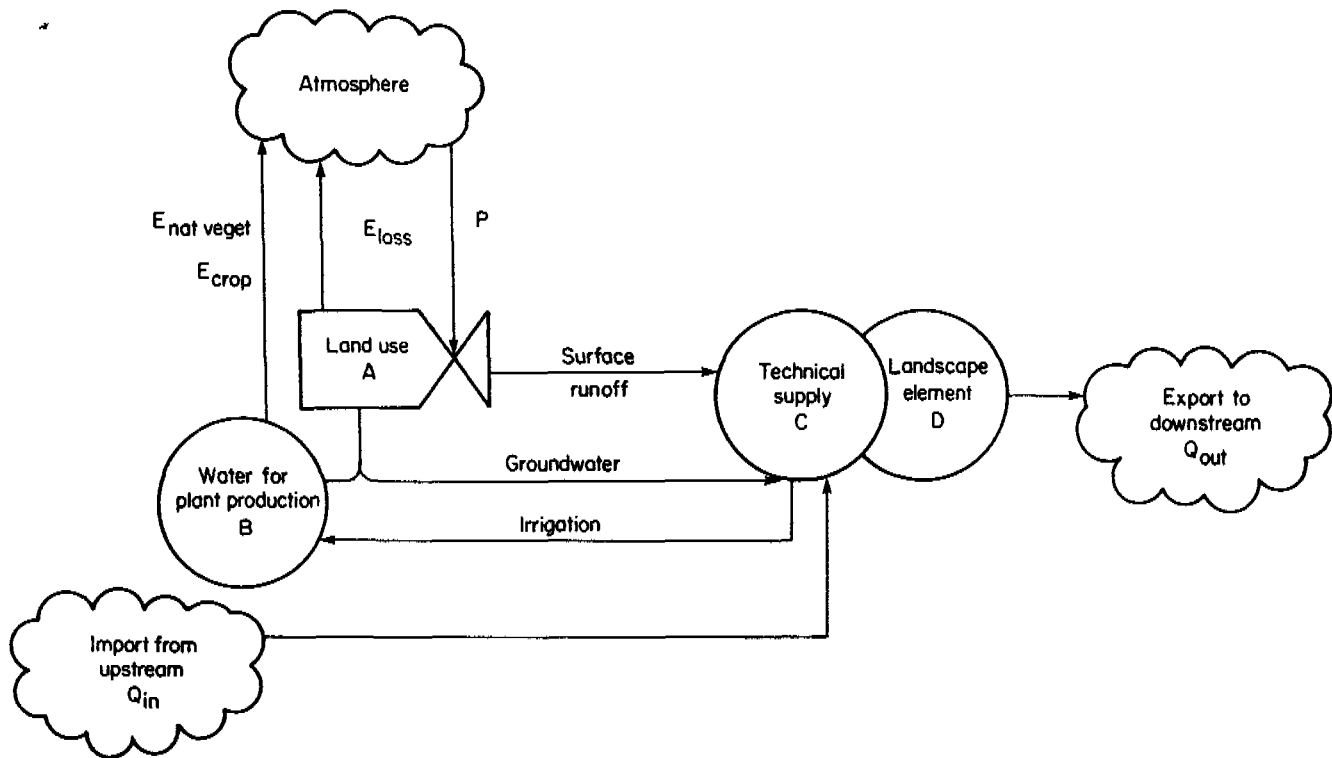 Atmosphere
E nat veget
E crop
E loss
P
Land use
A
Surface
runoff
Technical
supply
C
Landscape
element
D
Export to
downstream
Q out
Water for
plant production
B
Groundwater
Irrigation
Import from
upstream
Q in